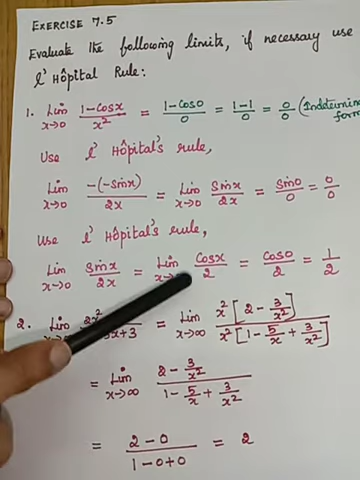 EXERCISE 7.5
Evaluate the following limits, if necessary use
l' Hôpital Rule:
1. Lim x→0 (1-cosx)/x² = (1-cos0)/0 = (1-1)/0 = 0/0 (Indetermin
form
Use l' Hôpital's rule,
Lim x→0 -(-sinx)/2x = Lim x→0 sinx/2x = sin0/0 = 0/0
Use l' Hôpital's rule,
Lim x→0 sinx/2x = Lim cosx/2 = cos0/2 = 1/2
2. Lim = Lim x→∞ x²[2 - 3/x²] / x²[1 - 5/x + 3/x²]
= Lim x→∞ (2 - 3/x²) / (1 - 5/x + 3/x²)
= (2-0)/(1-0+0) = 2